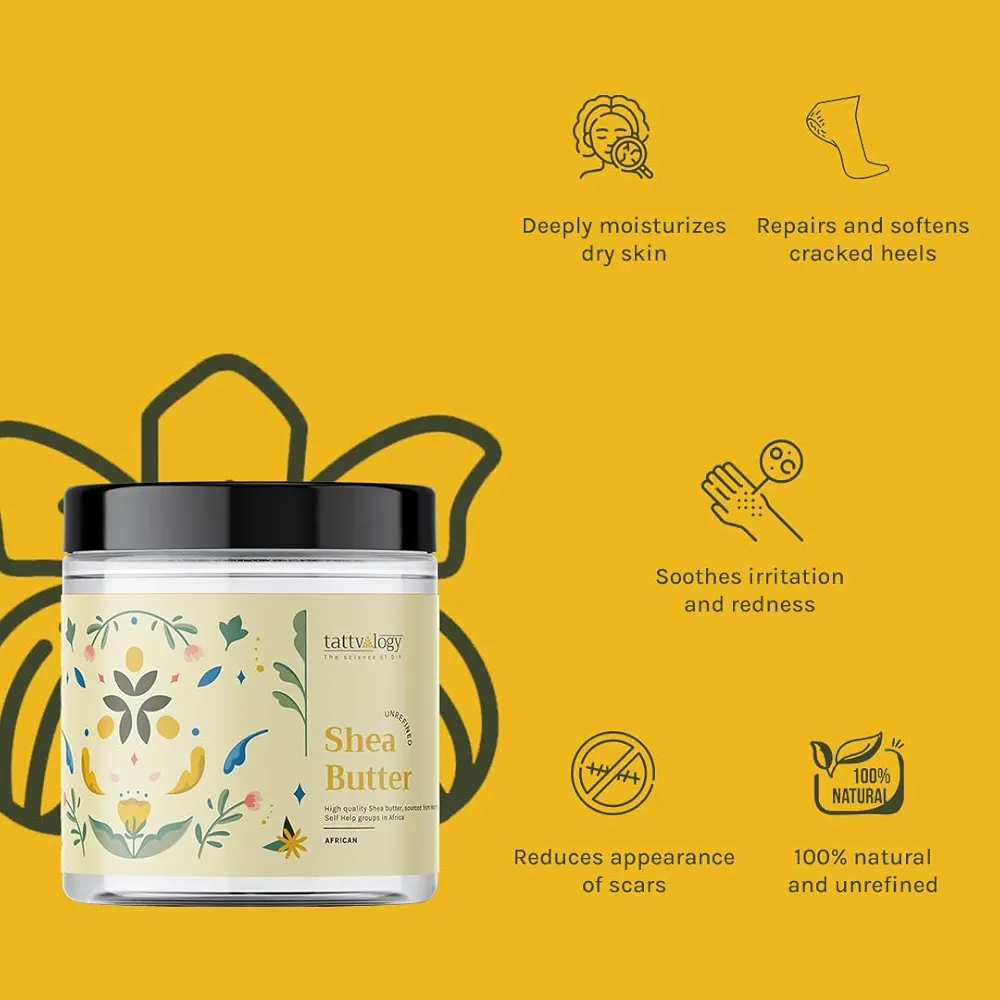 Deeply moisturizes
dry skin
Repairs and softens
cracked heels
Soothes irritation
and redness
tattvalogy
The science of
UNREFINED
Shea
Butter
High quality Shea butter, sourced from
Self Help groups in Africa
AFRICAN
Reduces appearance
of scars
100%
NATURAL
100% natural
and unrefined